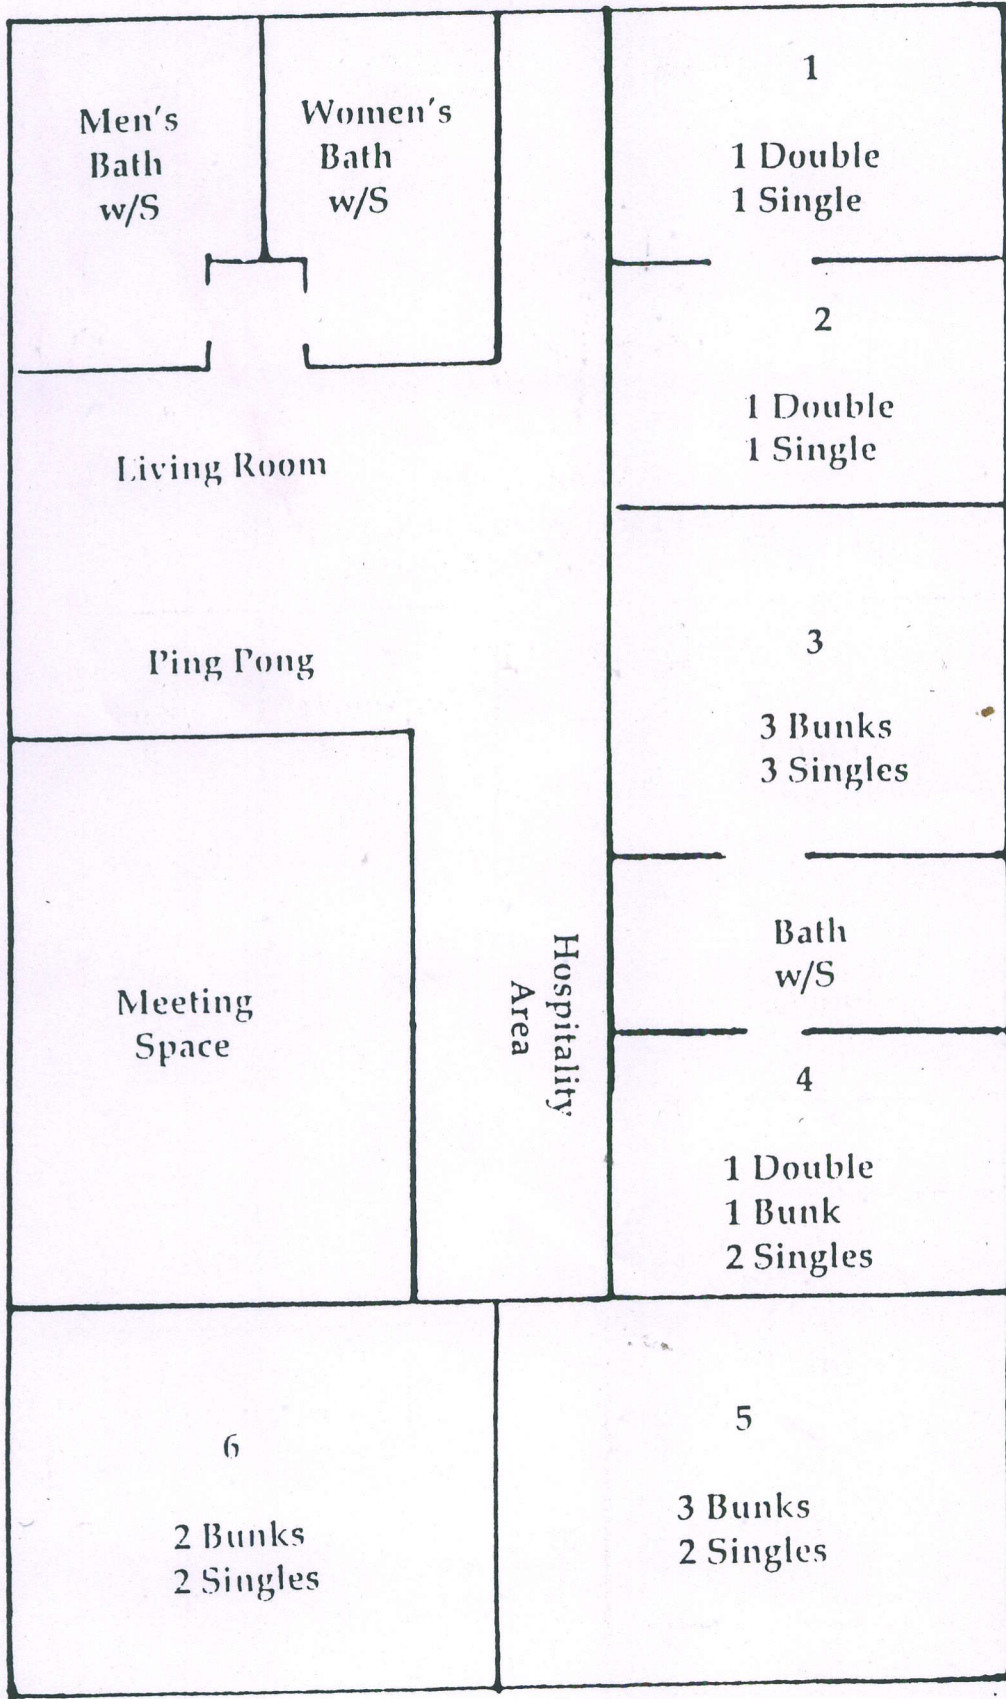 Men's
Bath
w/S
Women's
Bath
w/S
1
1 Double
1 Single
2
1 Double
1 Single
Living Room
Ping Pong
3
3 Bunks
3 Singles
Bath
w/S
Meeting
Space
Hospitality
Area
4
1 Double
1 Bunk
2 Singles
5
3 Bunks
2 Singles
6
2 Bunks
2 Singles